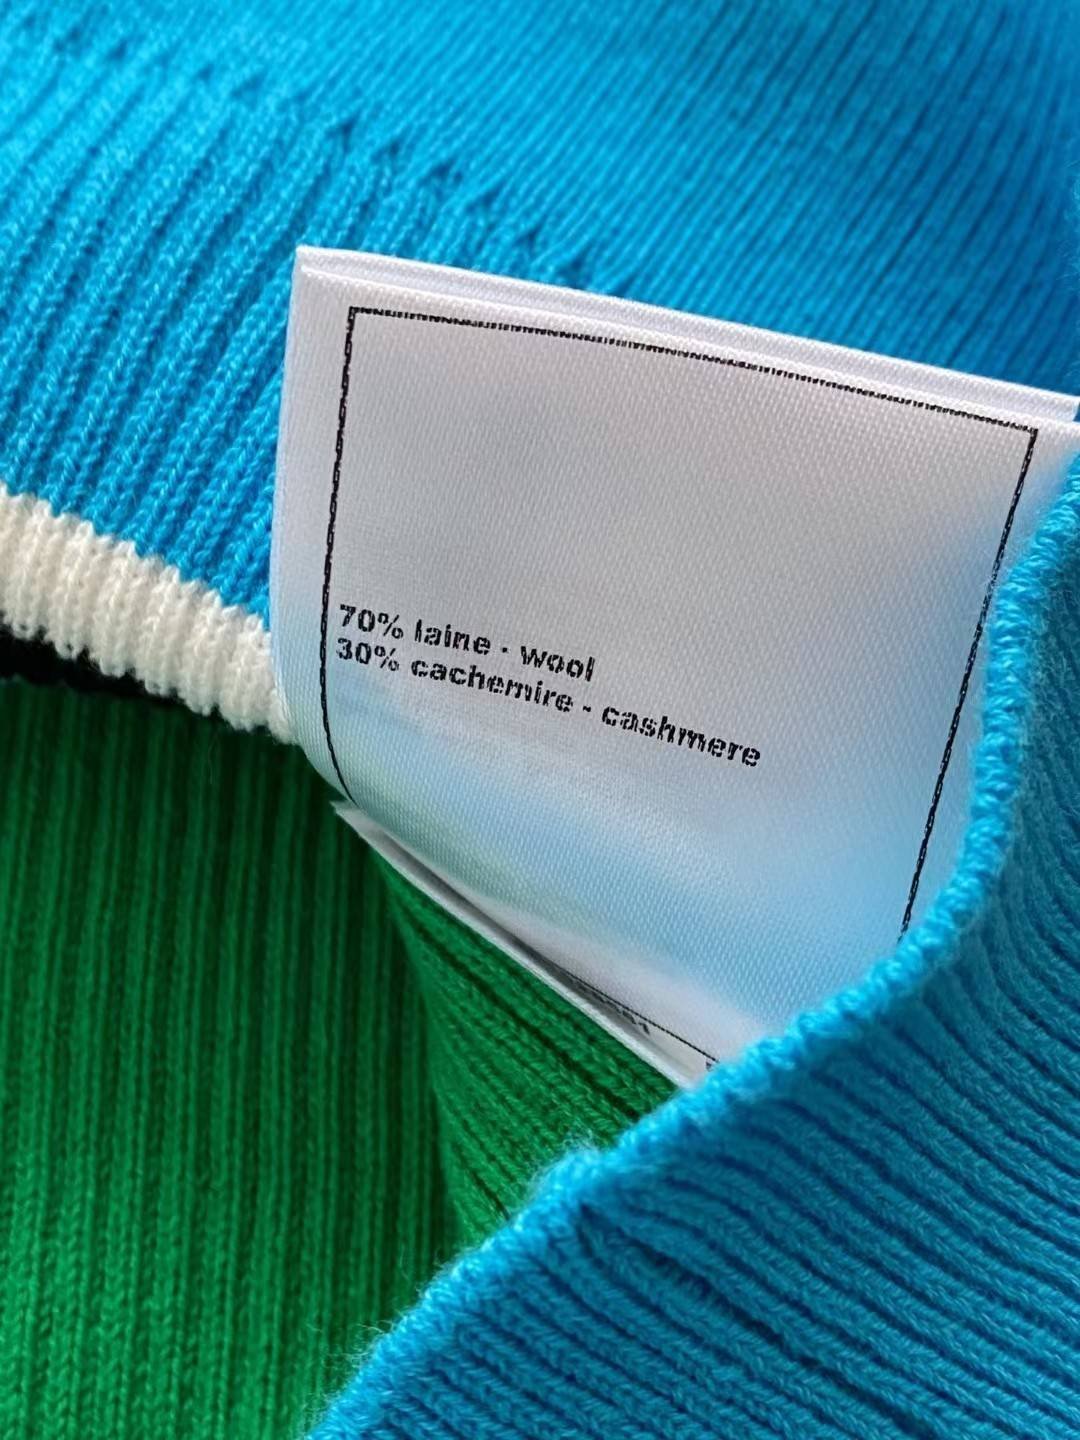 70% laine - wool
30% cachemire - cashmere